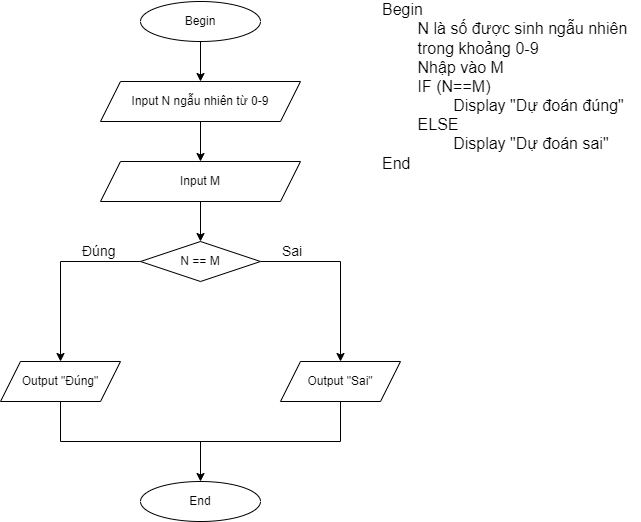 Begin
Input N ngẫu nhiên từ 0-9
Input M
Đúng
N == M
Sai
Output "Đúng"
Output "Sai"
End
Begin
N là số được sinh ngẫu nhiên
trong khoảng 0-9
Nhập vào M
IF (N==M)
Display "Dự đoán đúng"
ELSE
Display "Dự đoán sai"
End